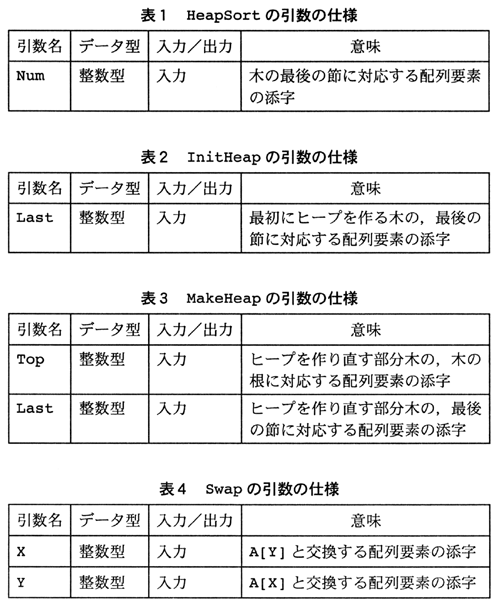 表1 HeapSort の引数の仕様
引数名 データ型 入力／出力 意味
Num 整数型 入力 木の最後の節に対応する配列要素
の添字
表2 InitHeap の引数の仕様
引数名 データ型 入力／出力 意味
Last 整数型 入力 最初にヒープを作る木の，最後の
節に対応する配列要素の添字
表3 MakeHeap の引数の仕様
引数名 データ型 入力／出力 意味
Top 整数型 入力 ヒープを作り直す部分木の，木の
根に対応する配列要素の添字
Last 整数型 入力 ヒープを作り直す部分木の，最後
の節に対応する配列要素の添字
表4 Swap の引数の仕様
引数名 データ型 入力／出力 意味
X 整数型 入力 A[Y] と交換する配列要素の添字
Y 整数型 入力 A[X] と交換する配列要素の添字